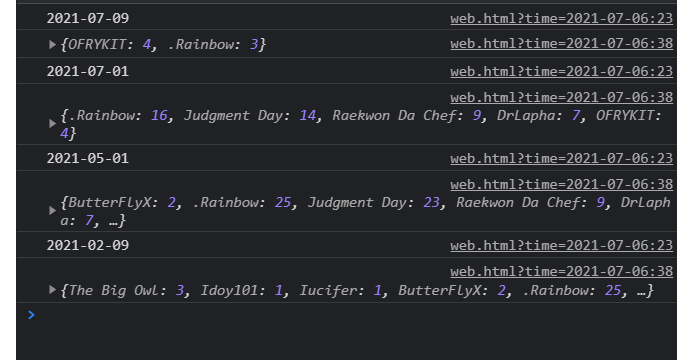 2021-07-09 web.html?time=2021-07-06:23
{OFRYKIT: 4, .Rainbow: 3} web.html?time=2021-07-06:38
2021-07-01 web.html?time=2021-07-06:23
web.html?time=2021-07-06:38
{.Rainbow: 16, Judgment Day: 14, Raekwon Da Chef: 9, DrLapha: 7, OFRYKIT:
4}
2021-05-01 web.html?time=2021-07-06:23
web.html?time=2021-07-06:38
{ButterFlyX: 2, .Rainbow: 25, Judgment Day: 23, Raekwon Da Chef: 9, DrLaph
a: 7, …}
2021-02-09 web.html?time=2021-07-06:23
web.html?time=2021-07-06:38
{The Big Owl: 3, Idoy101: 1, Iucifer: 1, ButterFlyX: 2, .Rainbow: 25, …}